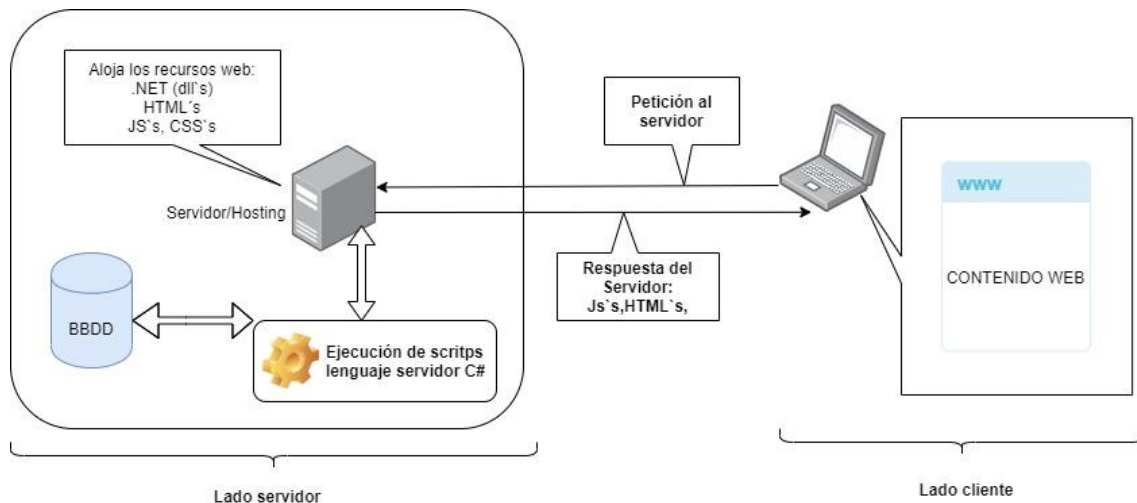 Aloja los recursos web:
.NET (dll`s)
HTML´s
JS`s, CSS`s
Servidor/Hosting
BBDD
Ejecución de scritps
lenguaje servidor C#
Lado servidor
Petición al
servidor
Respuesta del
Servidor:
Js`s,HTML`s,
www
CONTENIDO WEB
Lado cliente